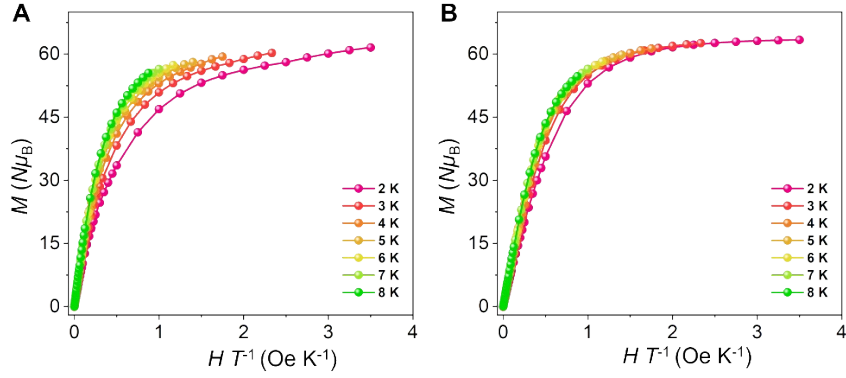 A
M (NμB)
60
45
30
15
0
2 K
3 K
4 K
5 K
6 K
7 K
8 K
0
1
2
3
4
H T⁻¹ (Oe K⁻¹)
B
M (NμB)
60
45
30
15
0
2 K
3 K
4 K
5 K
6 K
7 K
8 K
0
1
2
3
4
H T⁻¹ (Oe K⁻¹)